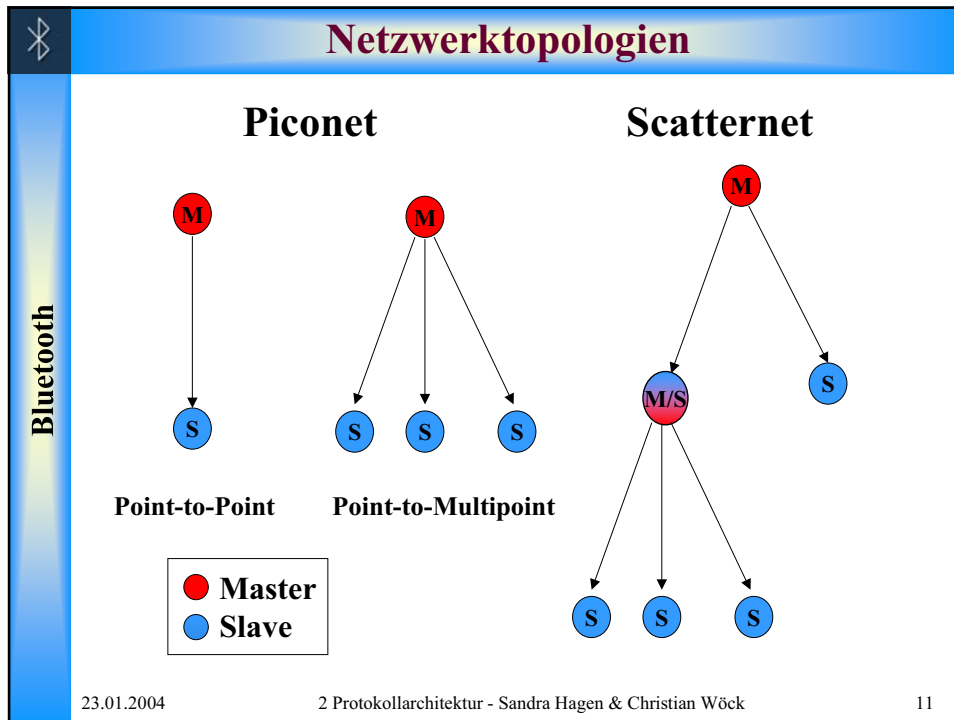 Netzwerktopologien
Bluetooth
Piconet
Scatternet
M
M
M
M/S
S
S
S
S
S
Point-to-Point
Point-to-Multipoint
Master
Slave
S
S
S
23.01.2004
2 Protokollarchitektur - Sandra Hagen & Christian Wöck
11